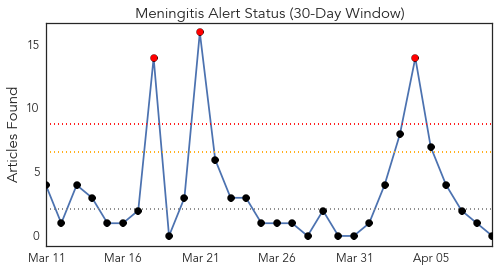 Meningitis Alert Status (30-Day Window)
Articles Found
15
10
5
0
Mar 11 Mar 16 Mar 21 Mar 26 Mar 31 Apr 05